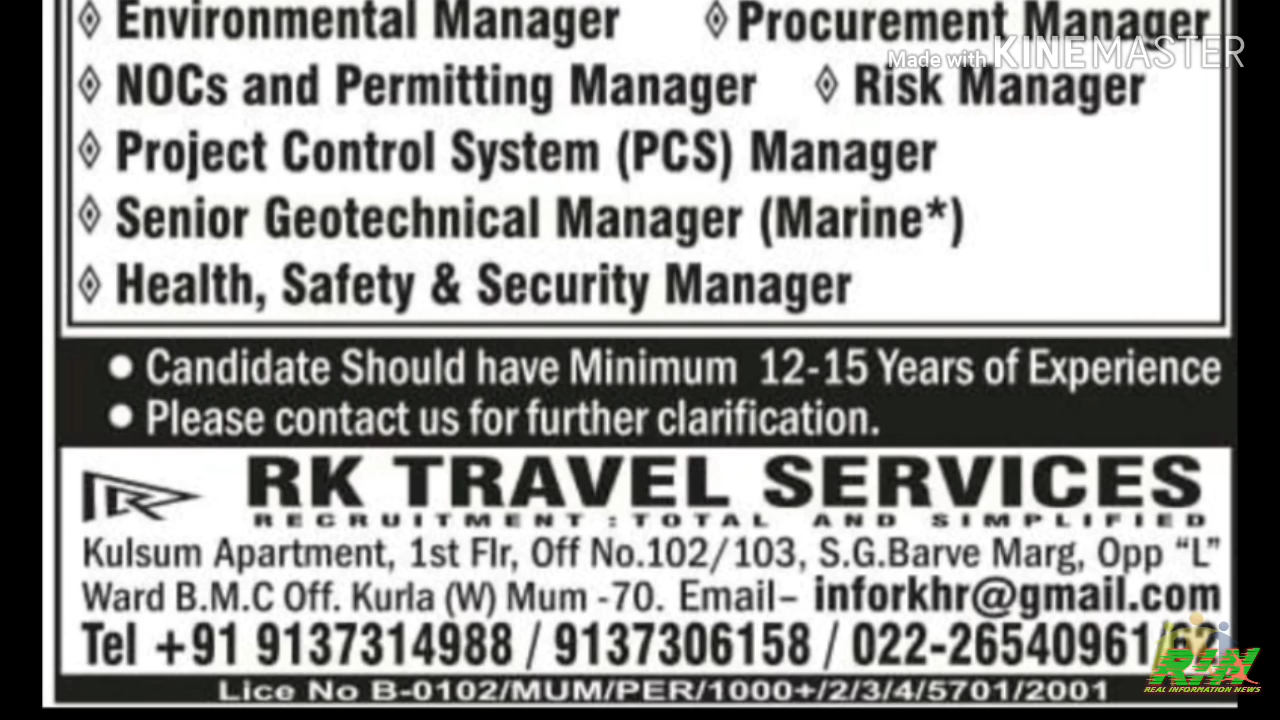 ◊ Environmental Manager ◊ Procurement Manager
Made with KINEMASTER
◊ NOCs and Permitting Manager ◊ Risk Manager
◊ Project Control System (PCS) Manager
◊ Senior Geotechnical Manager (Marine*)
◊ Health, Safety & Security Manager
● Candidate Should have Minimum 12-15 Years of Experience
● Please contact us for further clarification.
RK TRAVEL SERVICES
RECRUITMENT : TOTAL AND SIMPLIFIED
Kulsum Apartment, 1st Flr, Off No.102/103, S.G.Barve Marg, Opp “L”
Ward B.M.C Off. Kurla (W) Mum -70. Email– inforkhr@gmail.com
Tel +91 9137314988 / 9137306158 / 022-26540961/
RIN
REAL INFORMATION NEWS
Lice No /MUM/PER/1000+/2/3/4/5701/2001